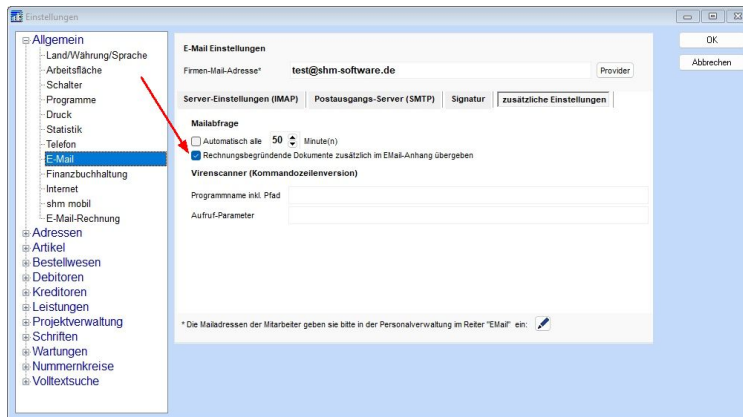 Einstellungen
Allgemein
Land/Währung/Sprache
Arbeitsfläche
Schalter
Programme
Druck
Statistik
Telefon
E-Mail
Finanzbuchhaltung
Internet
shm mobil
E-Mail-Rechnung
Adressen
Artikel
Bestellwesen
Debitoren
Kreditoren
Leistungen
Projektverwaltung
Schriften
Wartungen
Nummernkreise
Volltextsuche
E-Mail Einstellungen
Firmen-Mail-Adresse* test@shm-software.de Provider
Server-Einstellungen (IMAP) Postausgangs-Server (SMTP) Signatur zusätzliche Einstellungen
Mailabfrage
Automatisch alle 50 Minute(n)
Rechnungsbegründende Dokumente zusätzlich im EMail-Anhang übergeben
Virenscanner (Kommandozeilenversion)
Programmname inkl. Pfad
Aufruf-Parameter
* Die Mailadressen der Mitarbeiter geben sie bitte in der Personalverwaltung im Reiter "EMail" ein:
OK
Abbrechen